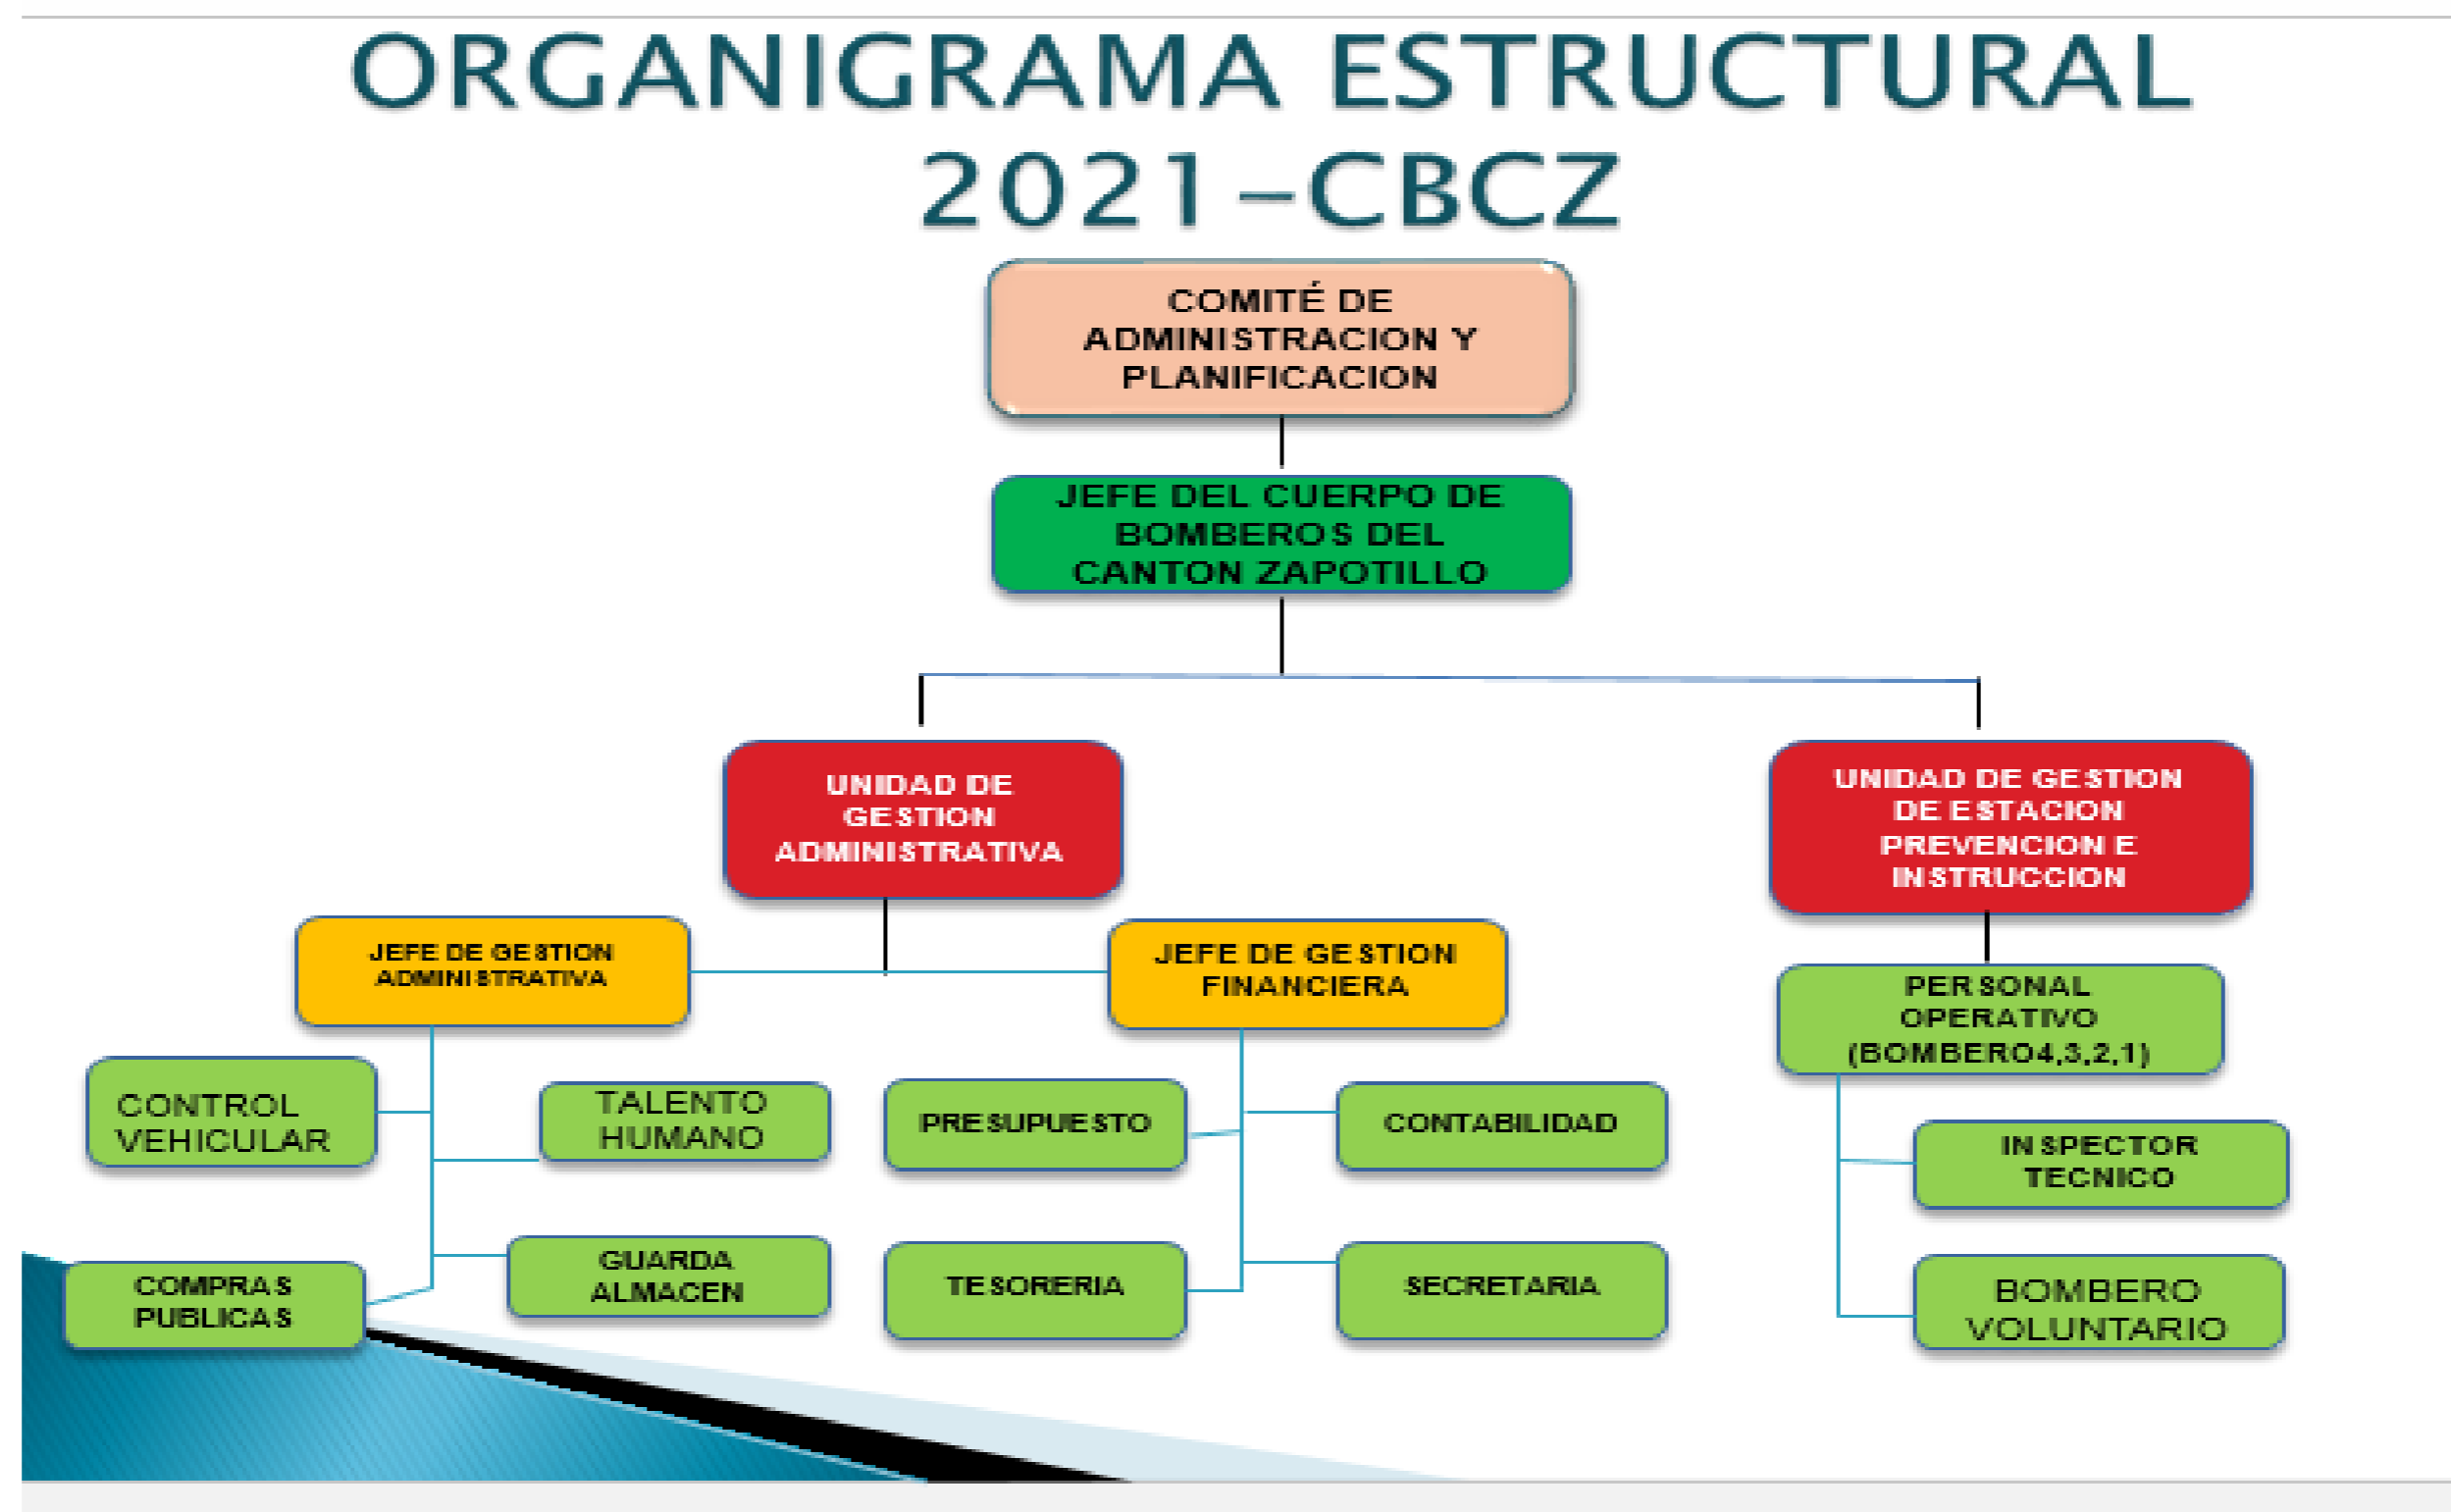 ORGANIGRAMA ESTRUCTURAL
2021-CBCZ
COMITÉ DE
ADMINISTRACION Y
PLANIFICACION
JEFE DEL CUERPO DE
BOMBEROS DEL
CANTON ZAPOTILLO
UNIDAD DE
GESTION
ADMINISTRATIVA
UNIDAD DE GESTION
DE ESTACION
PREVENCION E
INSTRUCCION
JEFE DE GESTION
ADMINISTRATIVA
JEFE DE GESTION
FINANCIERA
PERSONAL
OPERATIVO
(BOMBERO4,3,2,1)
CONTROL
VEHICULAR
TALENTO
HUMANO
PRESUPUESTO
CONTABILIDAD
INSPECTOR
TECNICO
COMPRAS
PUBLICAS
GUARDA
ALMACEN
TESORERIA
SECRETARIA
BOMBERO
VOLUNTARIO